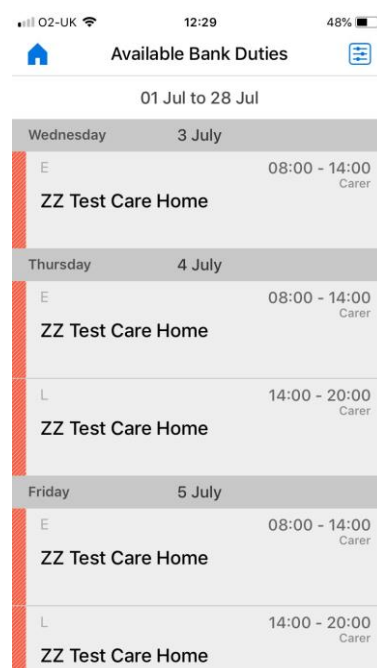 O2-UK 12:29 48%
Available Bank Duties
01 Jul to 28 Jul
Wednesday 3 July
E 08:00 - 14:00
Carer
ZZ Test Care Home
Thursday 4 July
E 08:00 - 14:00
Carer
ZZ Test Care Home
L 14:00 - 20:00
Carer
ZZ Test Care Home
Friday 5 July
E 08:00 - 14:00
Carer
ZZ Test Care Home
L 14:00 - 20:00
Carer
ZZ Test Care Home